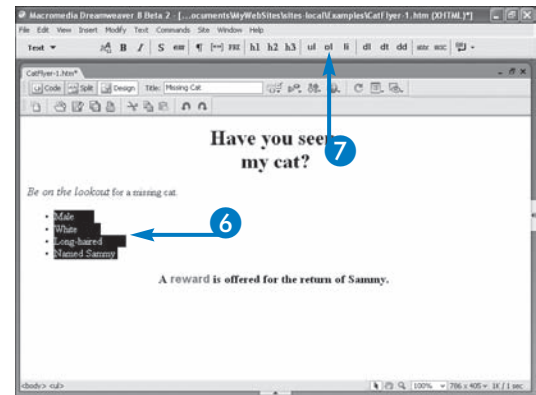 Macromedia Dreamweaver 8 Beta 2 - [...ocuments\MyWebSites\sites-local\Examples\CatFlyer-1.htm (XHTML)*]
File Edit View Insert Modify Text Commands Site Window Help
Text B I S em ¶ [""] PRE h1 h2 h3 ul ol li dl dt dd abbr
CatFlyer-1.htm*
Code Split Design Title: Missing Cat
Have you seen
my cat?
7
Be on the lookout for a missing cat.
• Male
• White
6
• Long-haired
• Named Sammy
A reward is offered for the return of Sammy.
<body> <ul> 100% 786 x 405 1K / 1 sec